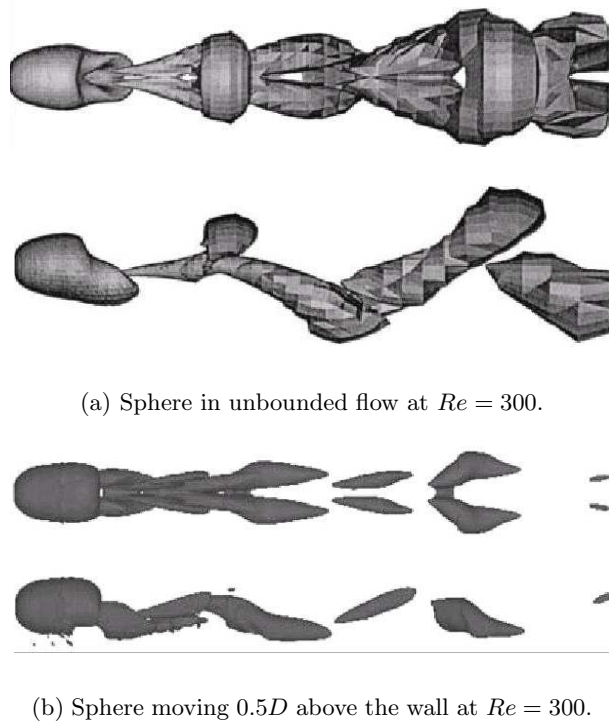 (a) Sphere in unbounded flow at Re = 300.
(b) Sphere moving 0.5D above the wall at Re = 300.